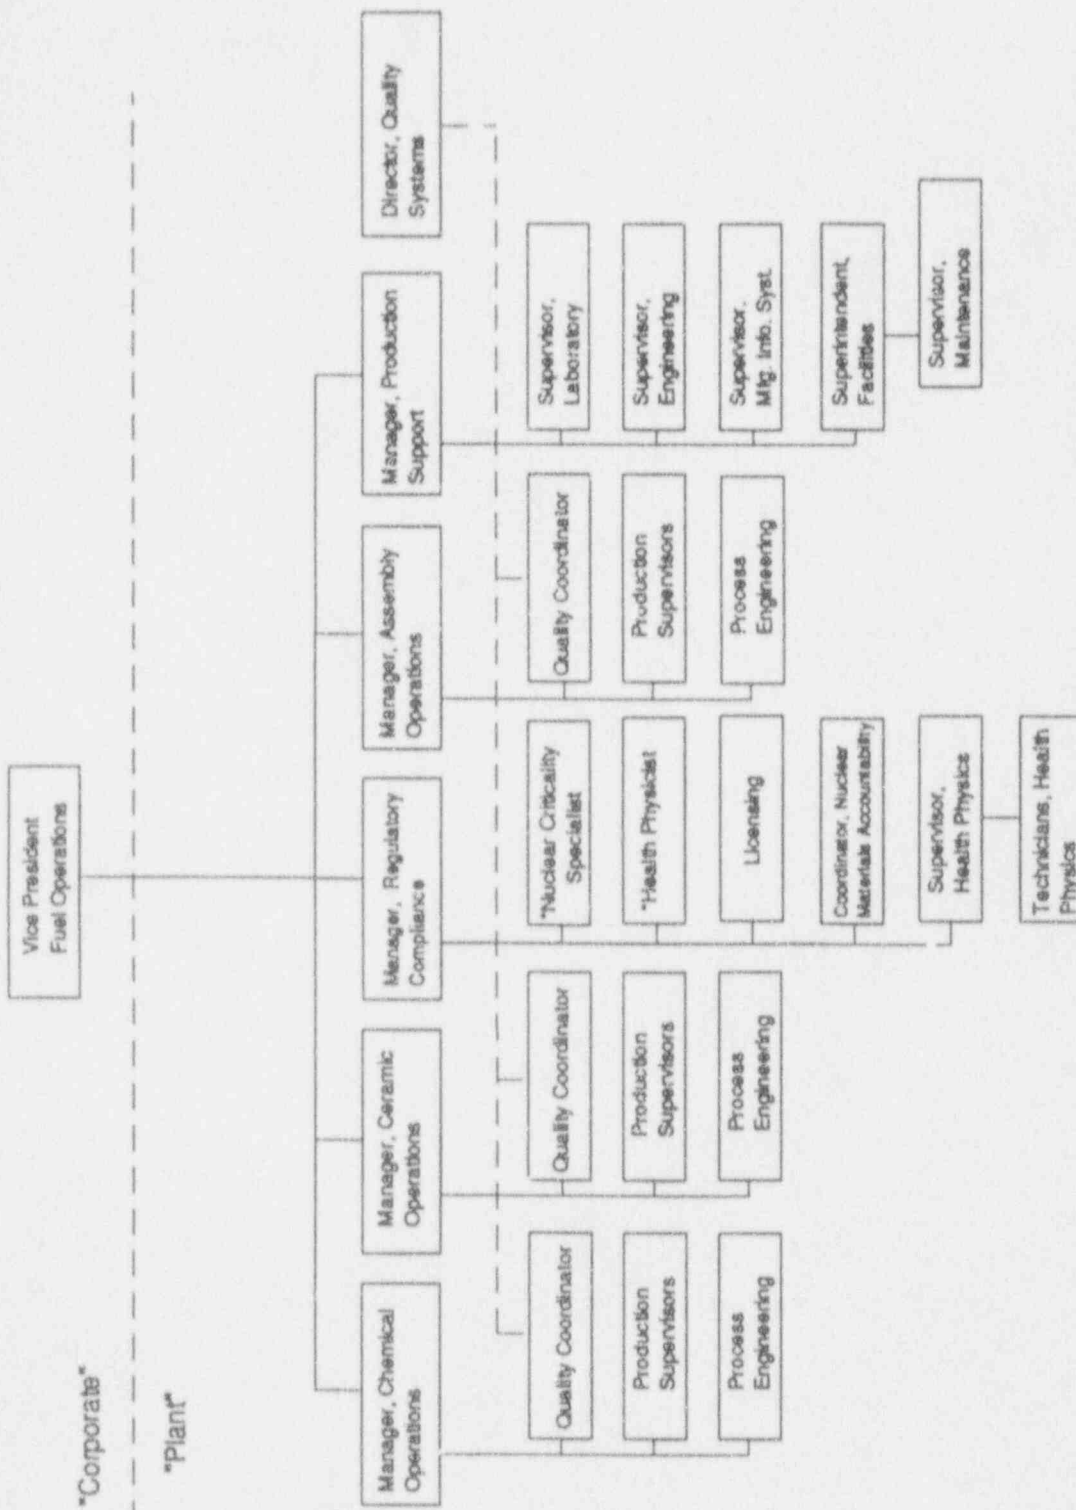 Vice President
Fuel Operations
"Corporate"
"Plant"
Manager, Chemical
Operations
Manager, Ceramic
Operations
Manager, Regulatory
Compliance
Manager, Assembly
Operations
Manager, Production
Support
Director, Quality
Systems
Quality Coordinator
Production
Supervisors
Process
Engineering
Quality Coordinator
Production
Supervisors
Process
Engineering
"Nuclear Criticality
Specialist
"Health Physicist
Licensing
Coordinator, Nuclear
Materials Accountability
Supervisor,
Health Physics
Technicians, Health
Physics
Quality Coordinator
Production
Supervisors
Process
Engineering
Supervisor,
Laboratory
Supervisor,
Engineering
Supervisor,
Mfg. Info. Syst.
Superintendent,
Facilities
Supervisor,
Maintenance